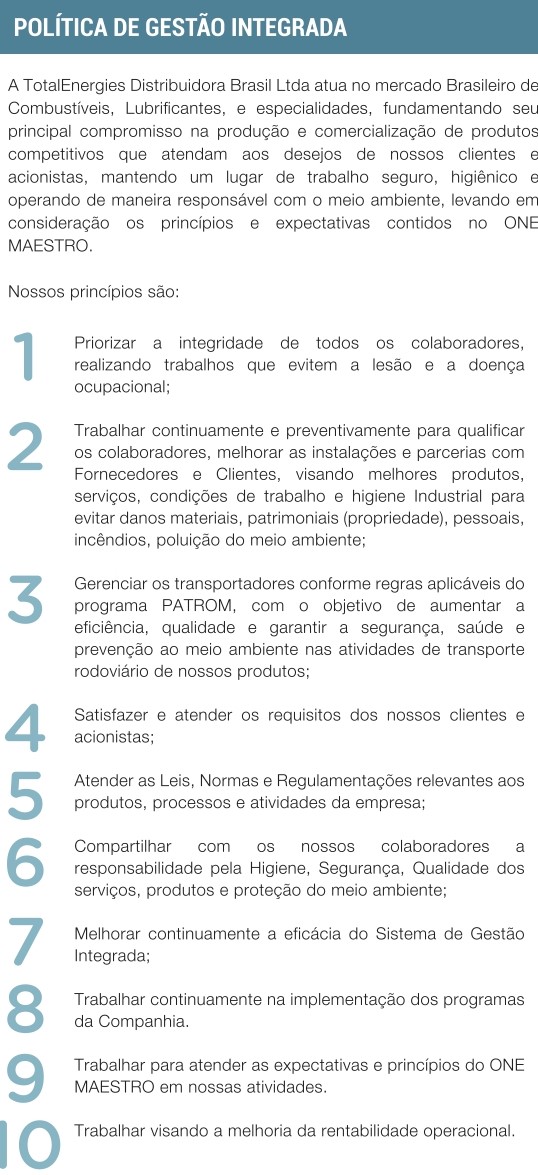 POLÍTICA DE GESTÃO INTEGRADA
A TotalEnergies Distribuidora Brasil Ltda atua no mercado Brasileiro de
Combustíveis, Lubrificantes, e especialidades, fundamentando seu
principal compromisso na produção e comercialização de produtos
competitivos que atendam aos desejos de nossos clientes e
acionistas, mantendo um lugar de trabalho seguro, higiênico e
operando de maneira responsável com o meio ambiente, levando em
consideração os princípios e expectativas contidos no ONE
MAESTRO.
Nossos princípios são:
1
Priorizar a integridade de todos os colaboradores,
realizando trabalhos que evitem a lesão e a doença
ocupacional;
2
Trabalhar continuamente e preventivamente para qualificar
os colaboradores, melhorar as instalações e parcerias com
Fornecedores e Clientes, visando melhores produtos,
serviços, condições de trabalho e higiene Industrial para
evitar danos materiais, patrimoniais (propriedade), pessoais,
incêndios, poluição do meio ambiente;
3
Gerenciar os transportadores conforme regras aplicáveis do
programa PATROM, com o objetivo de aumentar a
eficiência, qualidade e garantir a segurança, saúde e
prevenção ao meio ambiente nas atividades de transporte
rodoviário de nossos produtos;
4
Satisfazer e atender os requisitos dos nossos clientes e
acionistas;
5
Atender as Leis, Normas e Regulamentações relevantes aos
produtos, processos e atividades da empresa;
6
Compartilhar com os nossos colaboradores a
responsabilidade pela Higiene, Segurança, Qualidade dos
serviços, produtos e proteção do meio ambiente;
7
Melhorar continuamente a eficácia do Sistema de Gestão
Integrada;
8
Trabalhar continuamente na implementação dos programas
da Companhia.
9
Trabalhar para atender as expectativas e princípios do ONE
MAESTRO em nossas atividades.
10
Trabalhar visando a melhoria da rentabilidade operacional.